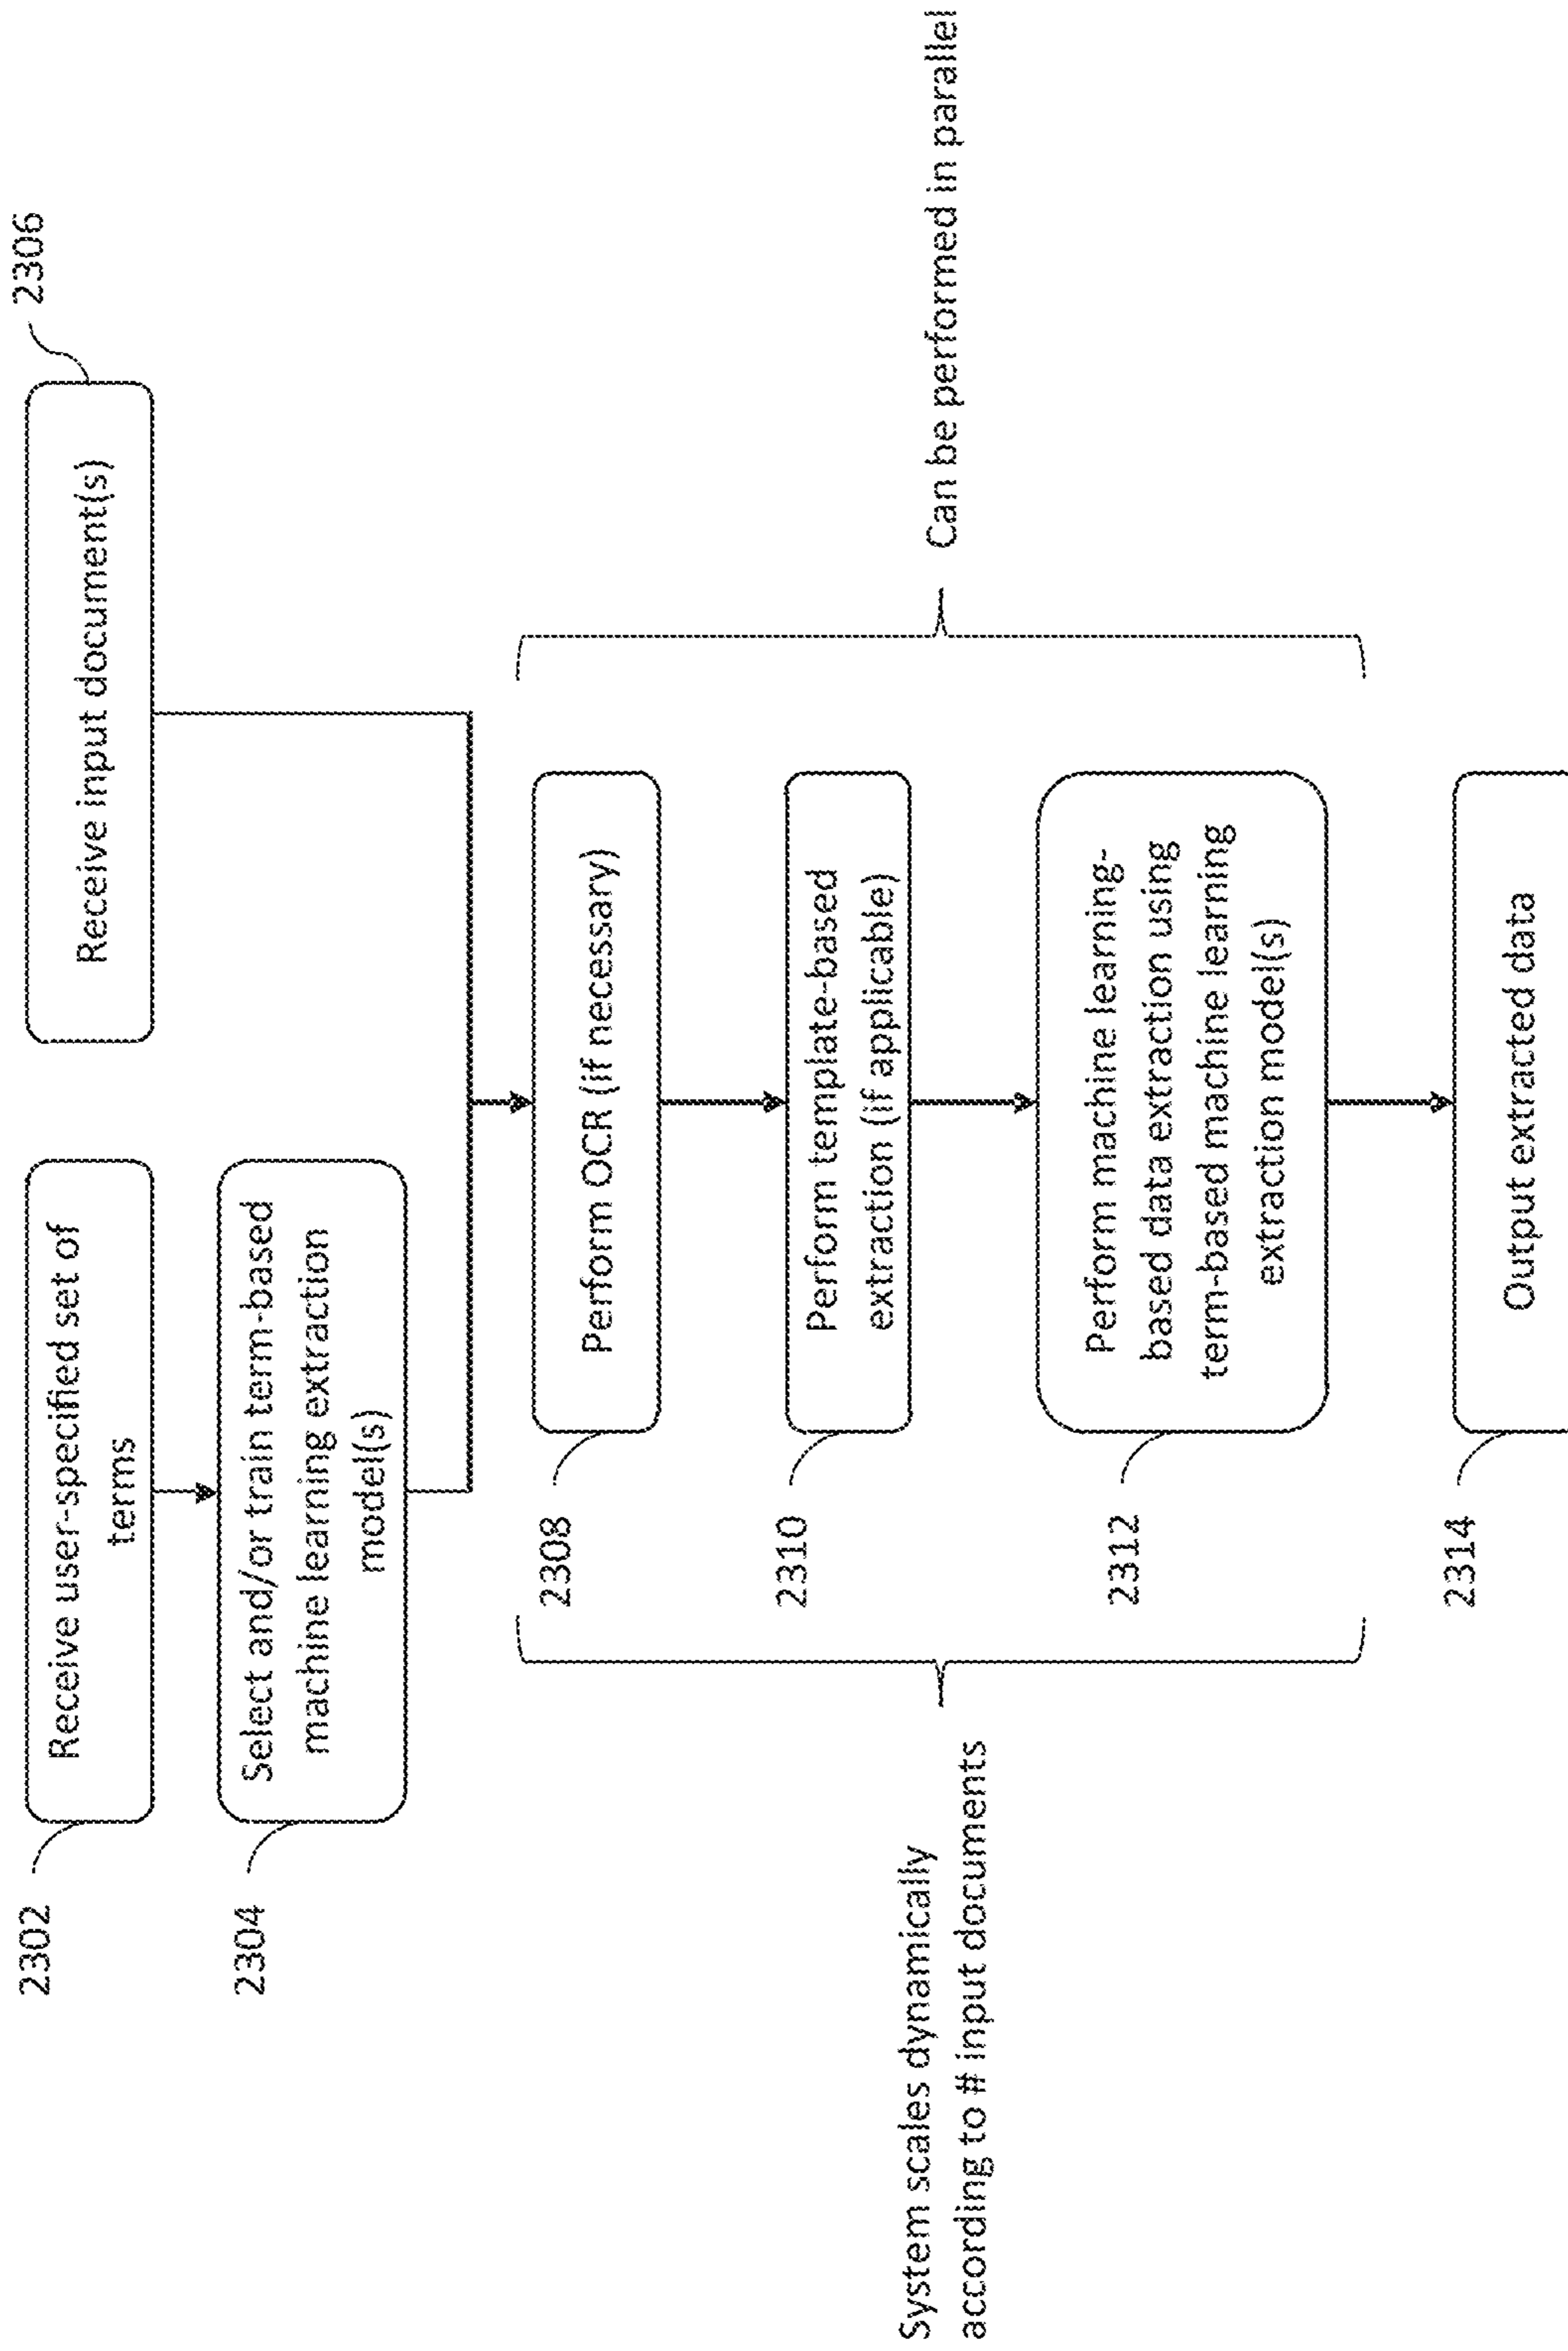 2302
Receive user-specified set of
terms
Receive input document(s)
2306
2304
Select and/or train term-based
machine learning extraction
model(s)
2308
Perform OCR (if necessary)
2310
Perform template-based
extraction (if applicable)
System scales dynamically
according to # input documents
Can be performed in parallel
2312
Perform machine learning-
based data extraction using
term-based machine learning
extraction model(s)
2314
Output extracted data